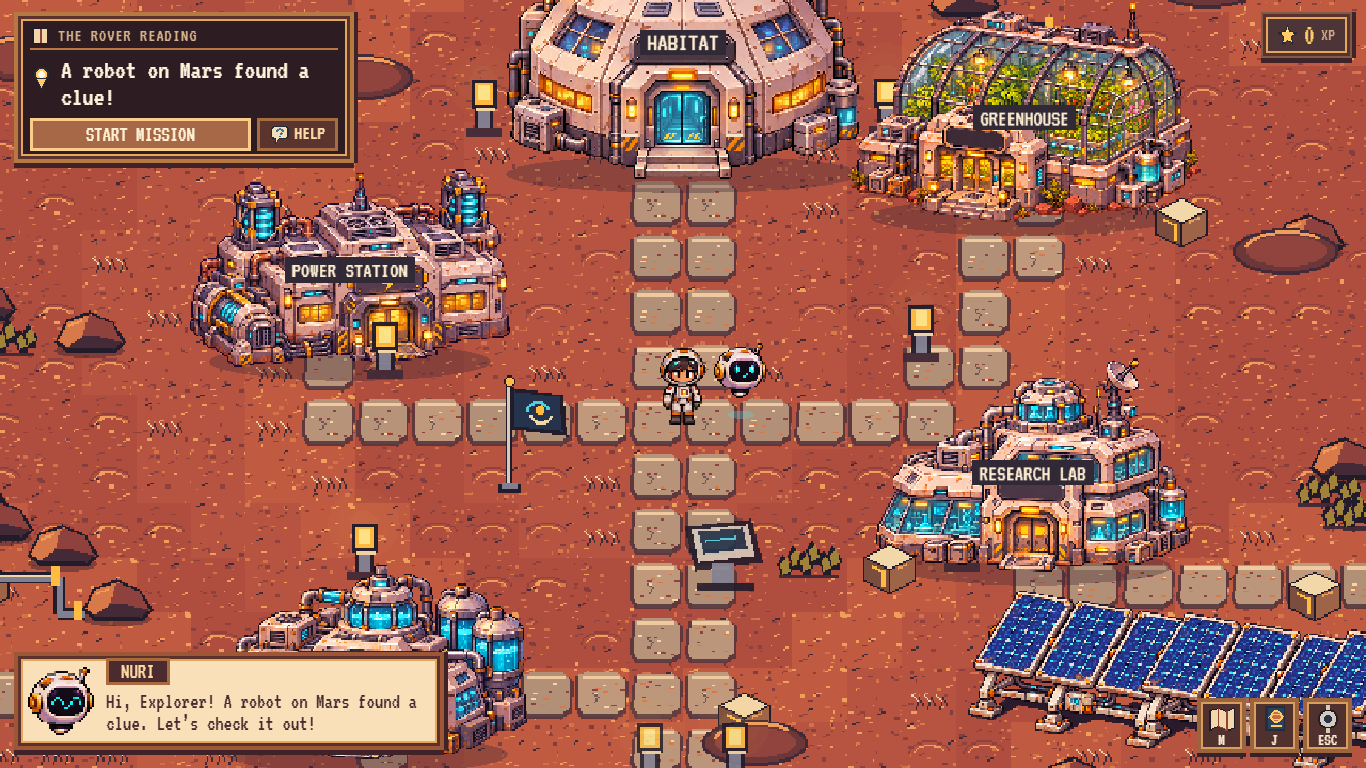 THE ROVER READING
A robot on Mars found a
clue!
START MISSION
HELP
HABITAT
GREENHOUSE
0 XP
POWER STATION
RESEARCH LAB
NURI
Hi, Explorer! A robot on Mars found a
clue. Let's check it out!
M
J
ESC